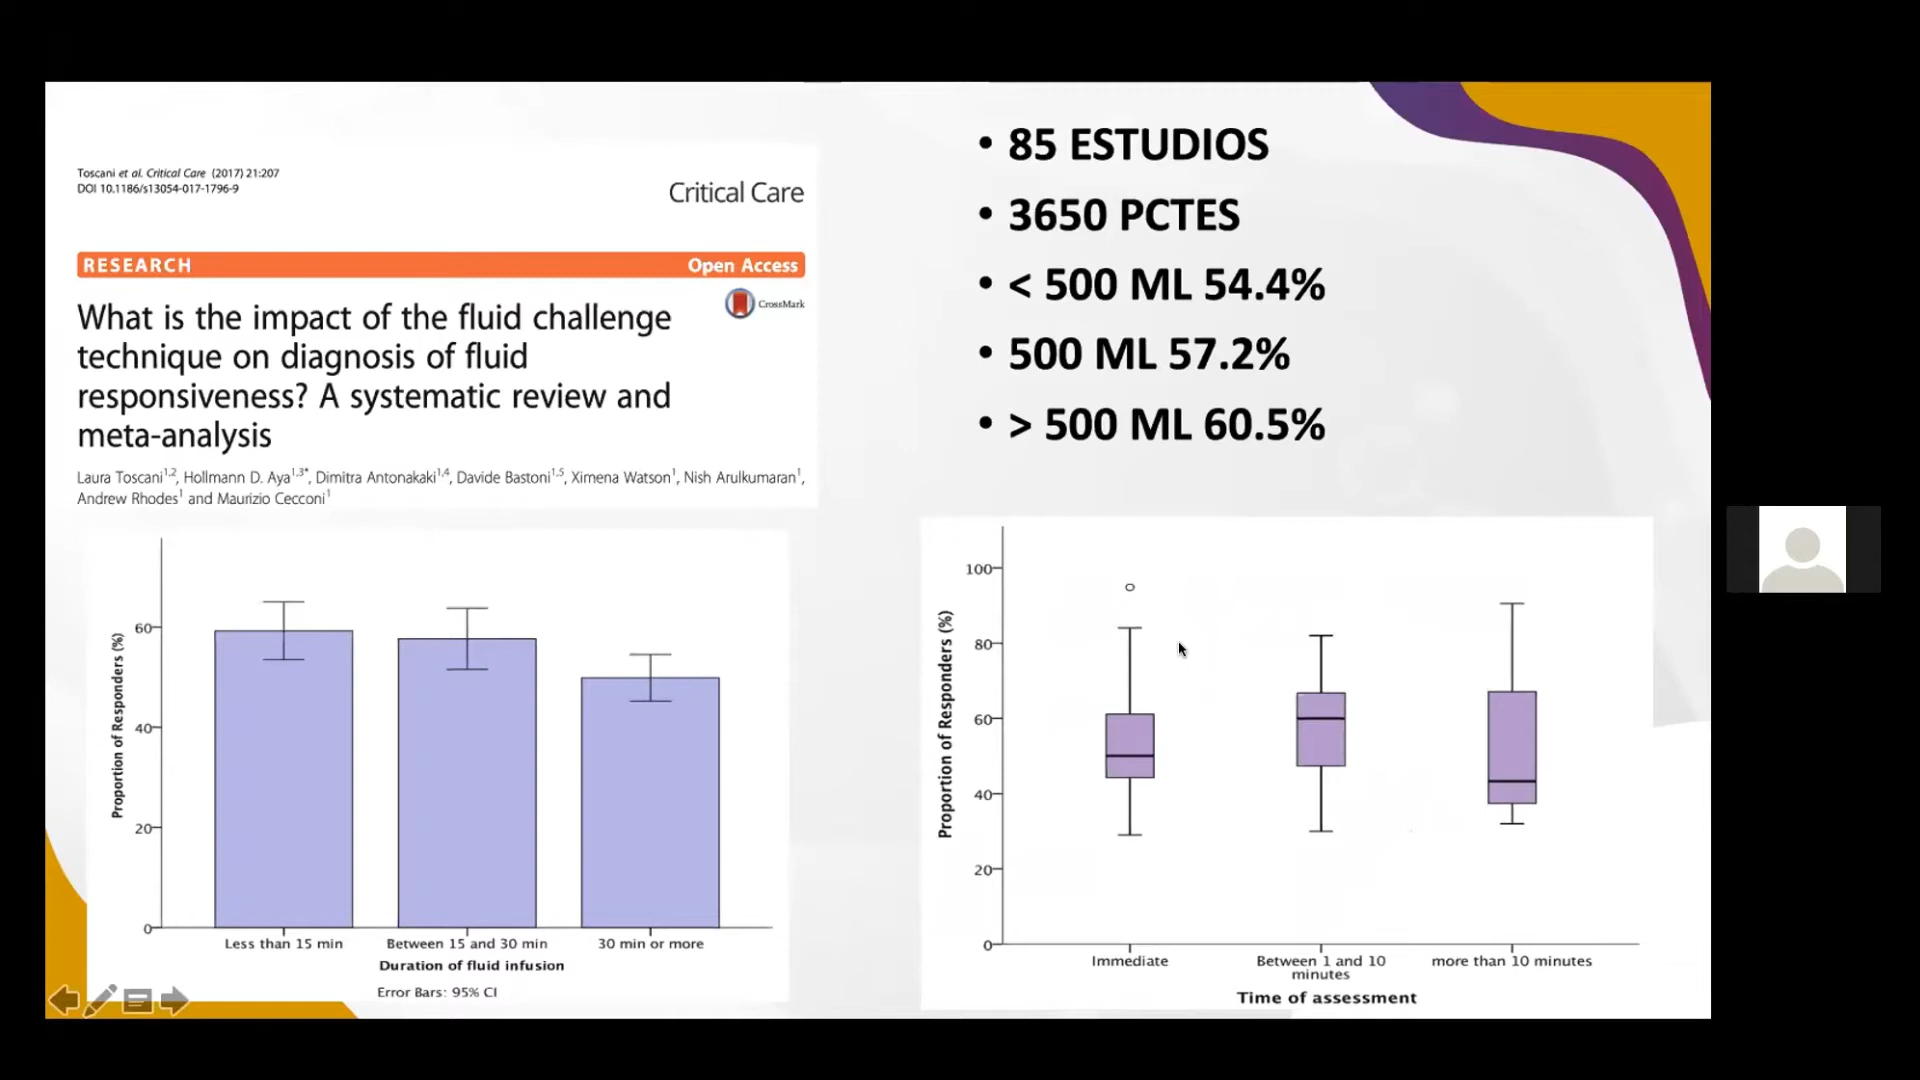 Toscani et al. Critical Care (2017) 21:207
DOI 10.1186/s13054-017-1796-9
Critical Care
RESEARCH
Open Access
CrossMark
What is the impact of the fluid challenge
technique on diagnosis of fluid
responsiveness? A systematic review and
meta-analysis
Laura Toscani1,2, Hollmann D. Aya1,3*, Dimitra Antonakaki1,4, Davide Bastoni1,5, Ximena Watson1, Nish Arulkumaran1,
Andrew Rhodes1 and Maurizio Cecconi1
• 85 ESTUDIOS
• 3650 PCTES
• < 500 ML 54.4%
• 500 ML 57.2%
• > 500 ML 60.5%
Proportion of Responders (%)
60
40
20
0
Less than 15 min
Between 15 and 30 min
30 min or more
Duration of fluid infusion
Error Bars: 95% CI
Proportion of Responders (%)
100
80
60
40
20
0
Immediate
Between 1 and 10
minutes
more than 10 minutes
Time of assessment